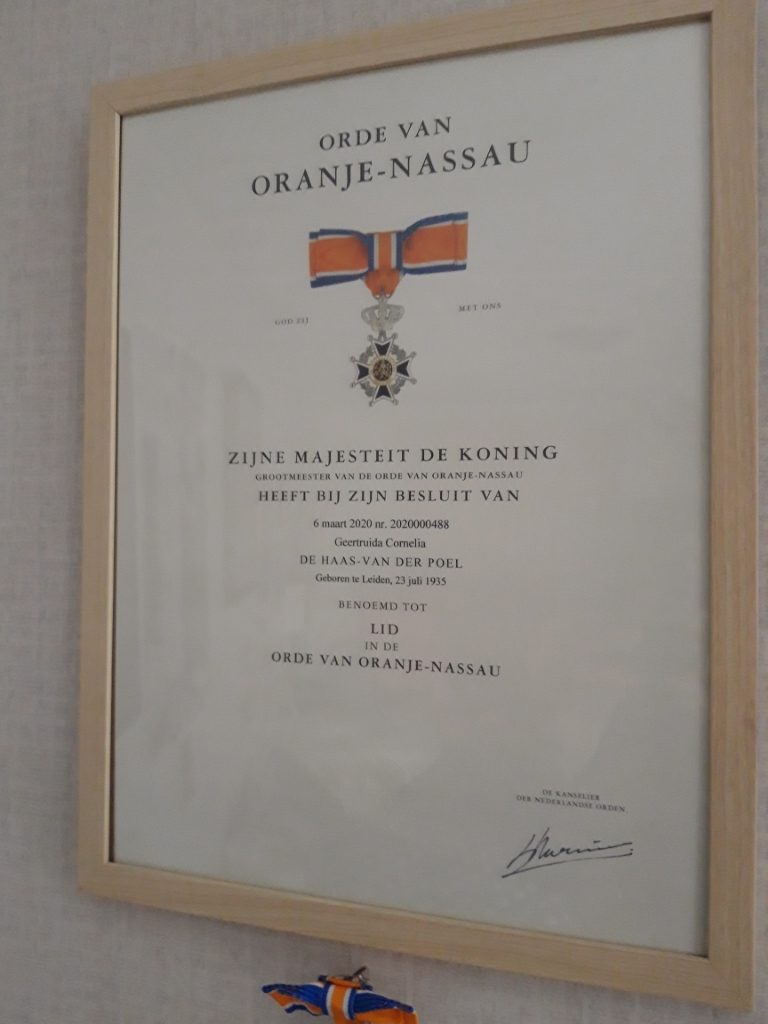 ORDE VAN
ORANJE-NASSAU
GOD ZIJ
MET ONS
ZIJNE MAJESTEIT DE KONING
GROOTMEESTER VAN DE ORDE VAN ORANJE-NASSAU
HEEFT BIJ ZIJN BESLUIT VAN
6 maart 2020 nr. 2020000488
Geertruida Cornelia
DE HAAS-VAN DER POEL
Geboren te Leiden, 23 juli 1935
BENOEMD TOT
LID
IN DE
ORDE VAN ORANJE-NASSAU
DE KANSELIER
DER NEDERLANDSE ORDEN,